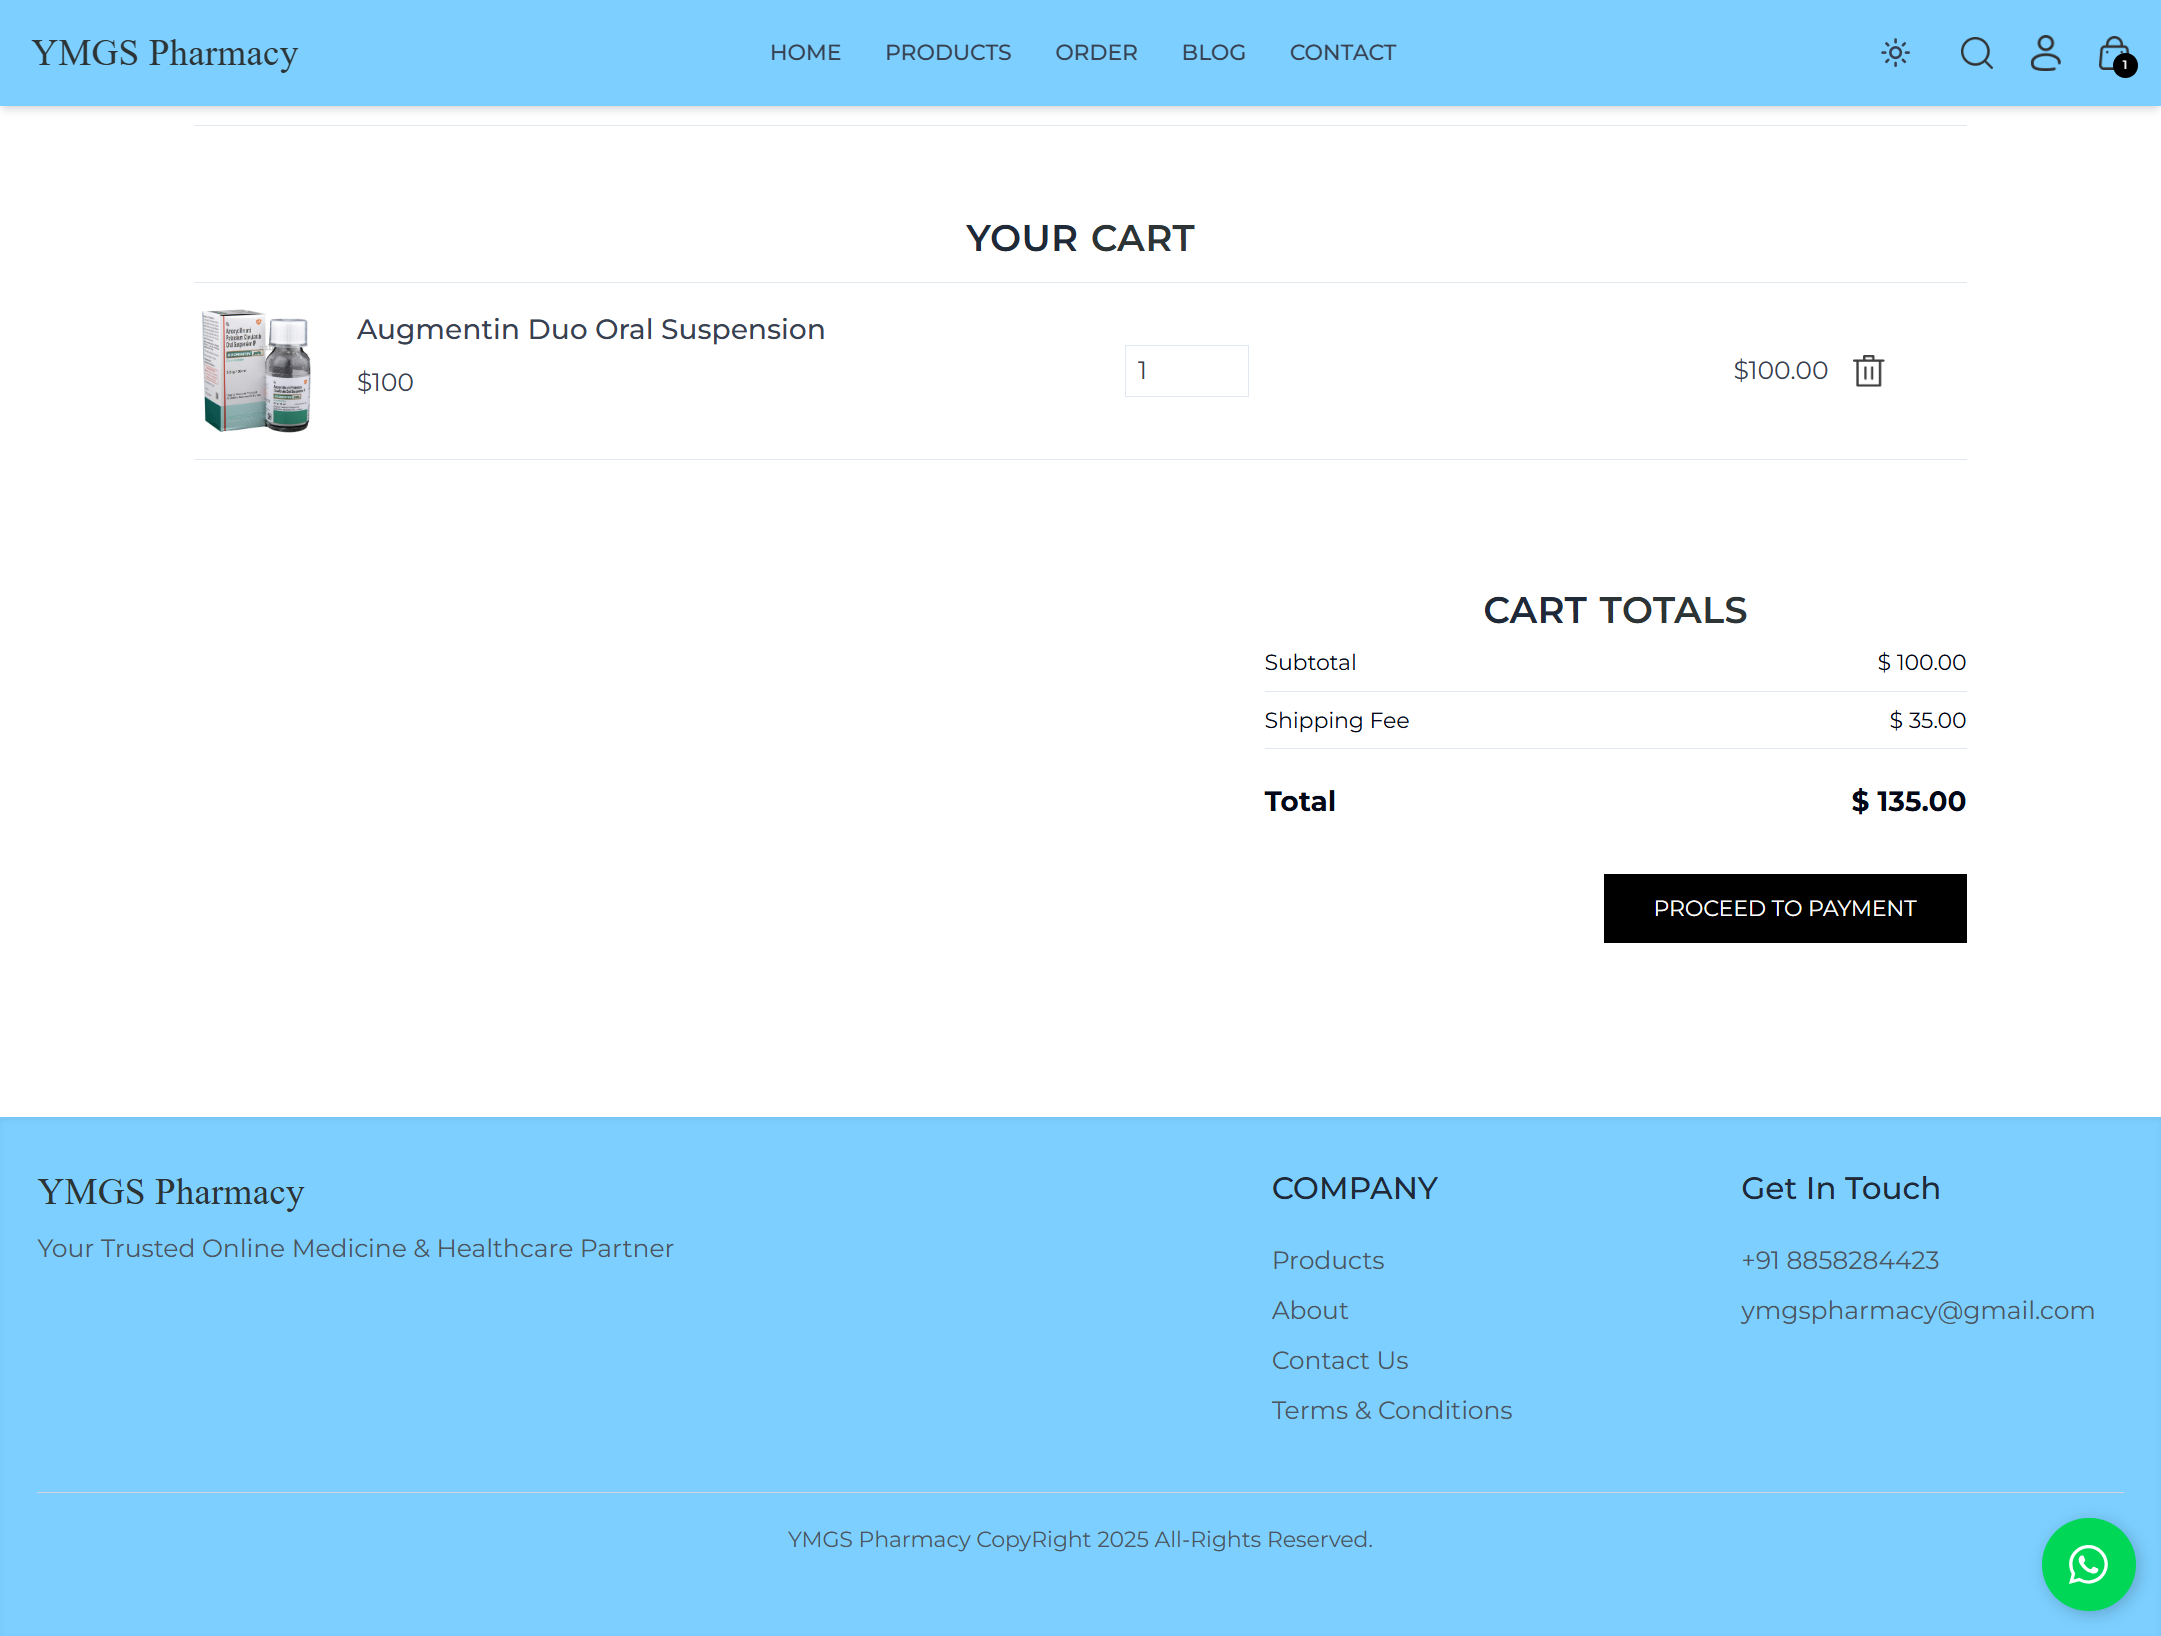 YMGS Pharmacy
HOME
PRODUCTS
ORDER
BLOG
CONTACT
1
YOUR CART
Augmentin Duo Oral Suspension
$100
1
$100.00
CART TOTALS
Subtotal
$ 100.00
Shipping Fee
$ 35.00
Total
$ 135.00
PROCEED TO PAYMENT
YMGS Pharmacy
Your Trusted Online Medicine & Healthcare Partner
COMPANY
Products
About
Contact Us
Terms & Conditions
Get In Touch
+91 8858284423
ymgspharmacy@gmail.com
YMGS Pharmacy CopyRight 2025 All-Rights Reserved.